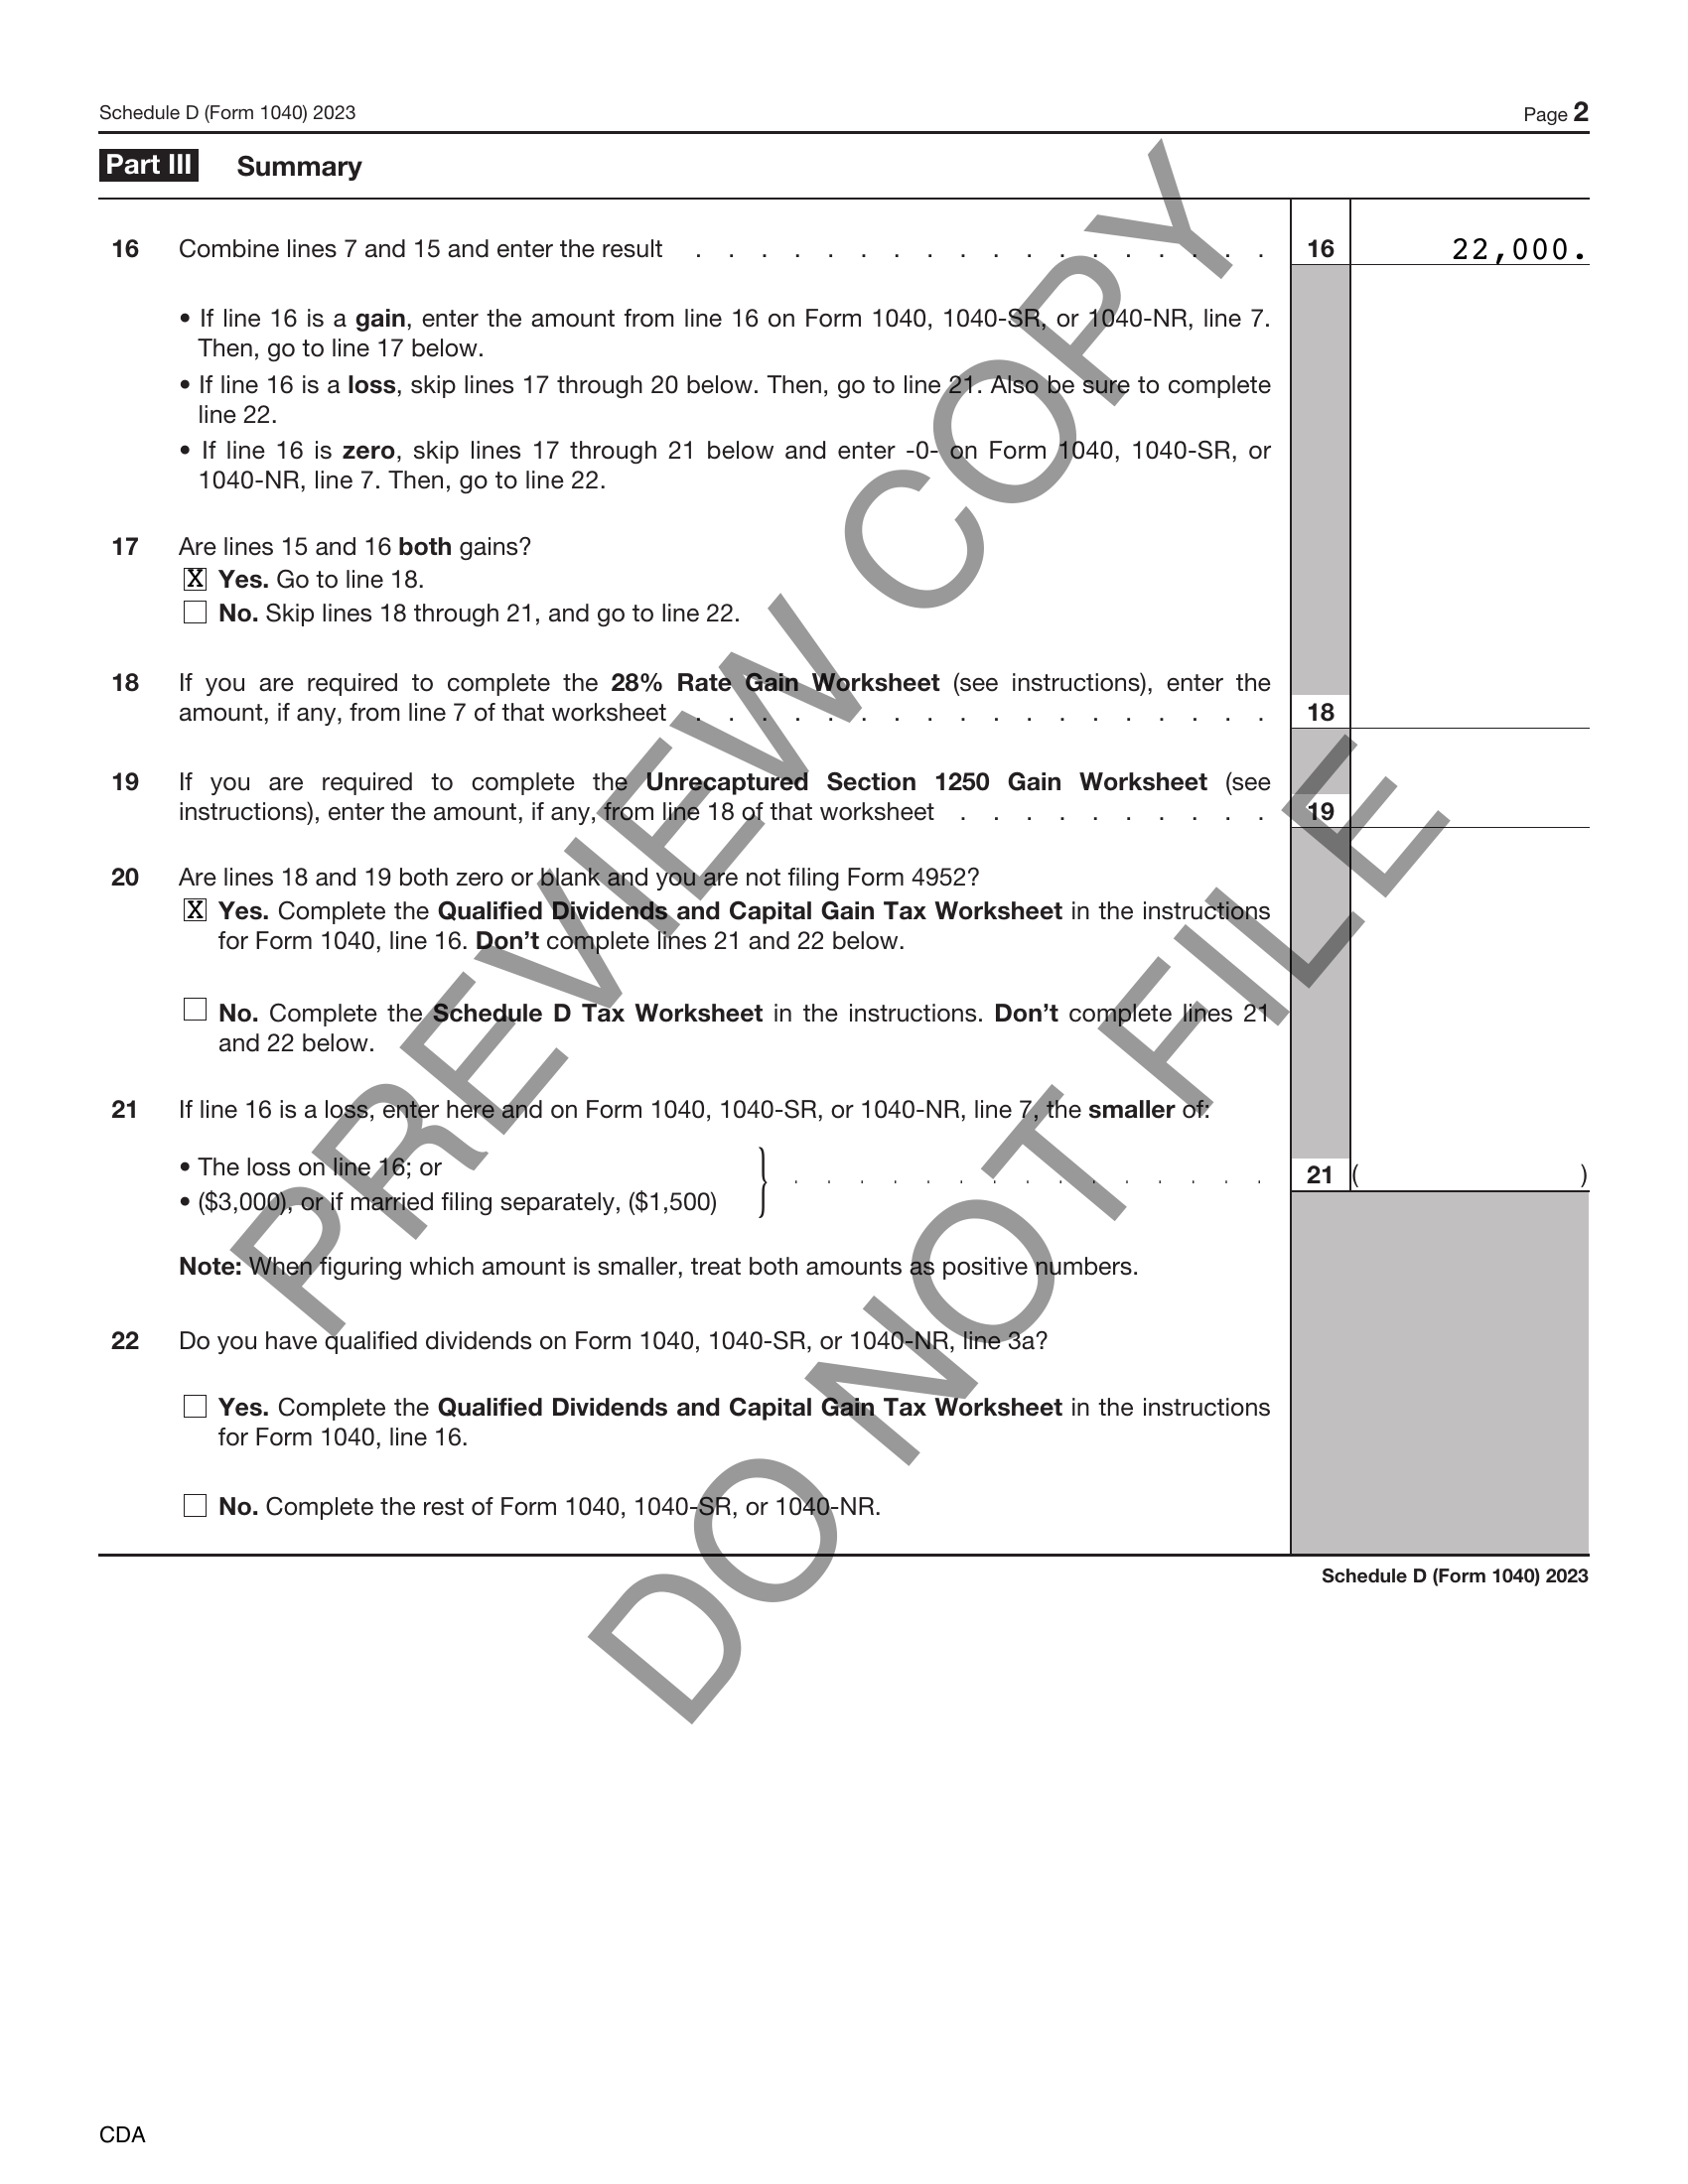 Schedule D (Form 1040) 2023 Page 2
Part III Summary
16 Combine lines 7 and 15 and enter the result . . . . . . . . . . . . . . . . . . 16 22,000.
• If line 16 is a gain, enter the amount from line 16 on Form 1040, 1040-SR, or 1040-NR, line 7.
Then, go to line 17 below.
• If line 16 is a loss, skip lines 17 through 20 below. Then, go to line 21. Also be sure to complete
line 22.
• If line 16 is zero, skip lines 17 through 21 below and enter -0- on Form 1040, 1040-SR, or
1040-NR, line 7. Then, go to line 22.
17 Are lines 15 and 16 both gains?
X Yes. Go to line 18.
No. Skip lines 18 through 21, and go to line 22.
18 If you are required to complete the 28% Rate Gain Worksheet (see instructions), enter the
amount, if any, from line 7 of that worksheet . . . . . . . . . . . . . . . . . . 18
19 If you are required to complete the Unrecaptured Section 1250 Gain Worksheet (see
instructions), enter the amount, if any, from line 18 of that worksheet . . . . . . . . . . 19
20 Are lines 18 and 19 both zero or blank and you are not filing Form 4952?
X Yes. Complete the Qualified Dividends and Capital Gain Tax Worksheet in the instructions
for Form 1040, line 16. Don't complete lines 21 and 22 below.
No. Complete the Schedule D Tax Worksheet in the instructions. Don't complete lines 21
and 22 below.
21 If line 16 is a loss, enter here and on Form 1040, 1040-SR, or 1040-NR, line 7, the smaller of:
• The loss on line 16; or
• ($3,000), or if married filing separately, ($1,500) } . . . . . . . . . . . . . . . 21 ( )
Note: When figuring which amount is smaller, treat both amounts as positive numbers.
22 Do you have qualified dividends on Form 1040, 1040-SR, or 1040-NR, line 3a?
Yes. Complete the Qualified Dividends and Capital Gain Tax Worksheet in the instructions
for Form 1040, line 16.
No. Complete the rest of Form 1040, 1040-SR, or 1040-NR.
Schedule D (Form 1040) 2023
CDA
PREVIEW COPY
DO NOT FILE